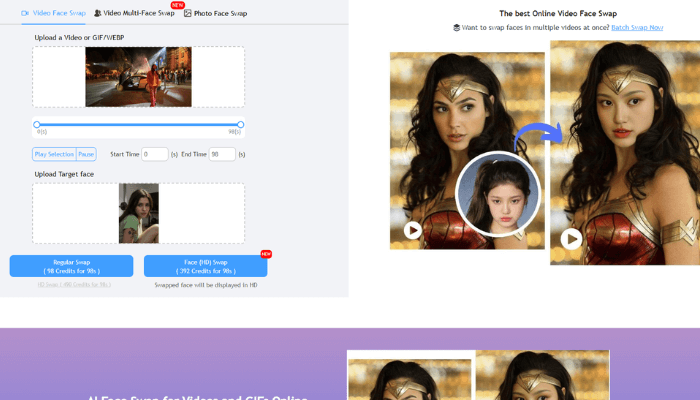 Video Face Swap
Video Multi-Face Swap
NEW
Photo Face Swap
Upload a Video or GIF/WEBP
0(s)
98(s)
Play Selection
Pause
Start Time
0
(s)
End Time
98
(s)
Upload Target face
Regular Swap
( 98 Credits for 98s )
Face (HD) Swap
( 392 Credits for 98s )
NEW
Swapped face will be displayed in HD
The best Online Video Face Swap
Want to swap faces in multiple videos at once? Batch Swap Now
AI Face Swap for Videos and GIFs Online